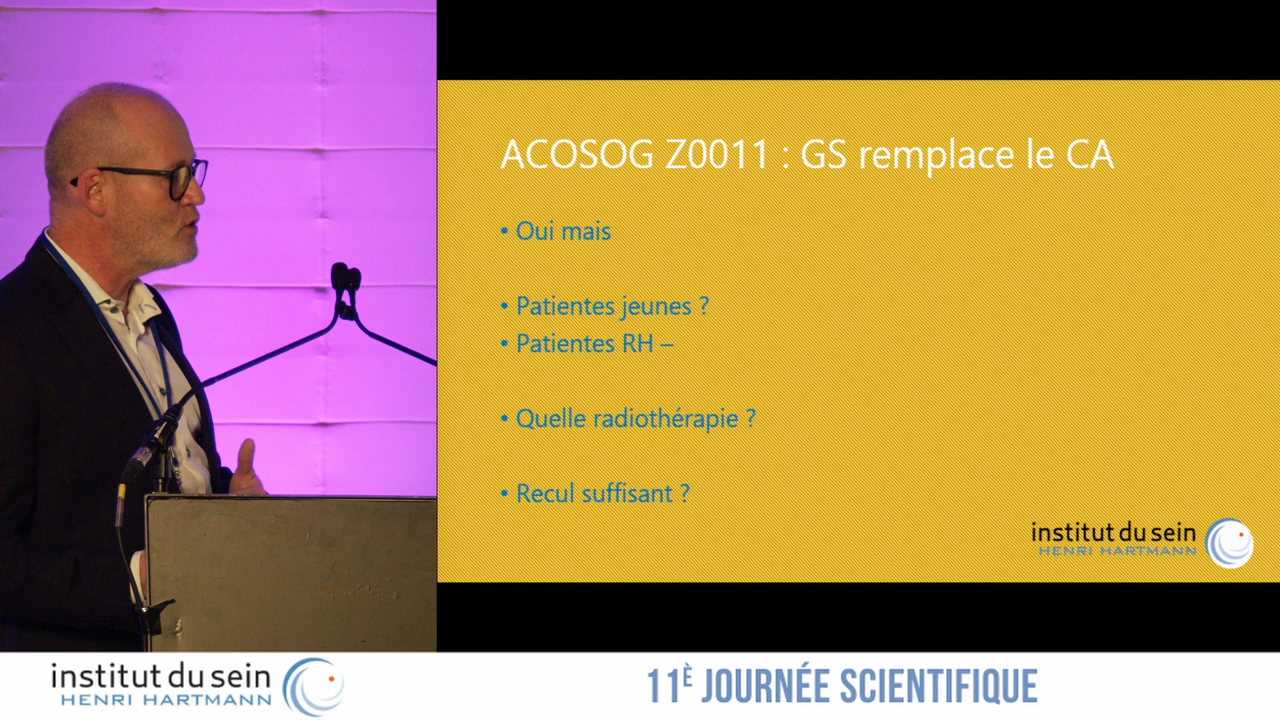 ACOSOG Z0011 : GS remplace le CA
• Oui mais
• Patientes jeunes ?
• Patientes RH –
• Quelle radiothérapie ?
• Recul suffisant ?
institut du sein
HENRI HARTMANN
institut du sein
HENRI HARTMANN
11È JOURNÉE SCIENTIFIQUE